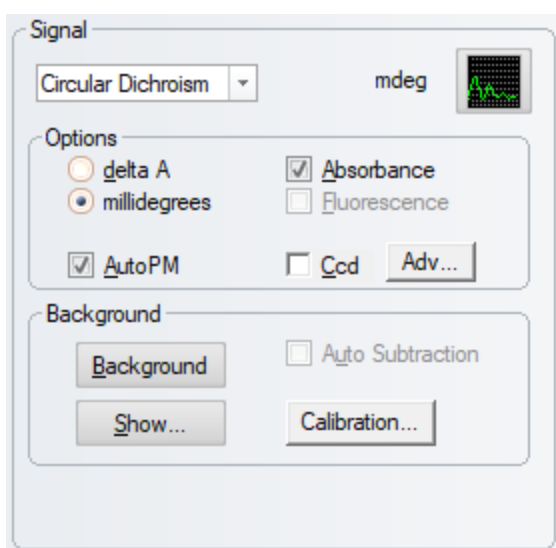 Signal
Circular Dichroism
mdeg
Options
delta A
Absorbance
millidegrees
Fluorescence
AutoPM
Ccd
Adv...
Background
Background
Auto Subtraction
Show...
Calibration...